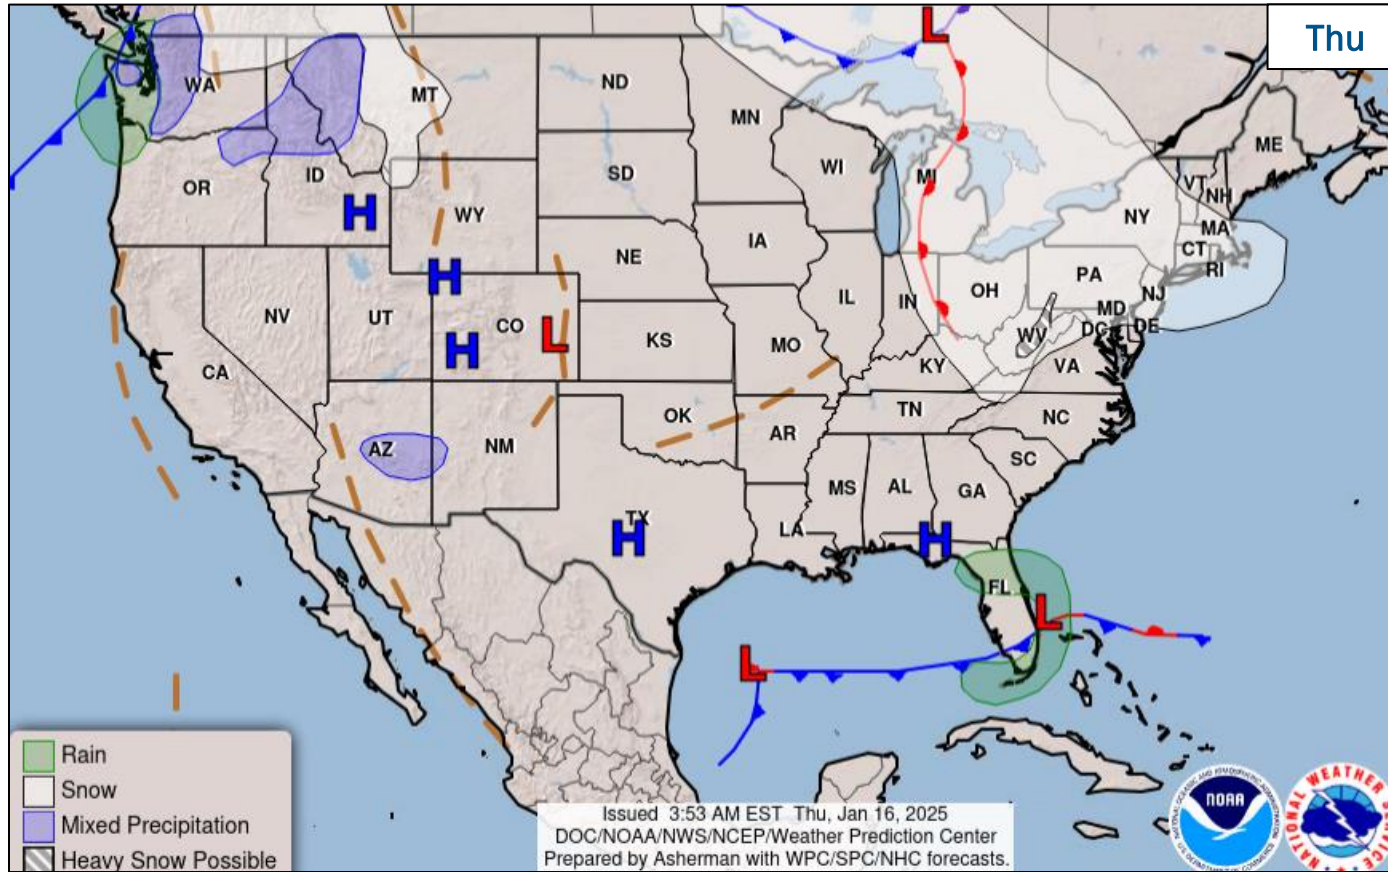 Thu
L
WA
MT
ND
MN
ME
OR
ID
SD
WI
MI
VT
NH
H
WY
NY
MA
CT
RI
NE
IA
H
PA
NV
UT
CO
L
KS
IL
IN
OH
NJ
MD
DC
DE
WV
H
MO
KY
VA
CA
TN
NC
OK
AR
AZ
NM
SC
MS
AL
GA
TX
H
LA
H
FL
L
L
Rain
Snow
Mixed Precipitation
Heavy Snow Possible
Issued 3:53 AM EST Thu, Jan 16, 2025
DOC/NOAA/NWS/NCEP/Weather Prediction Center
Prepared by Asherman with WPC/SPC/NHC forecasts.
NOAA
NATIONAL WEATHER